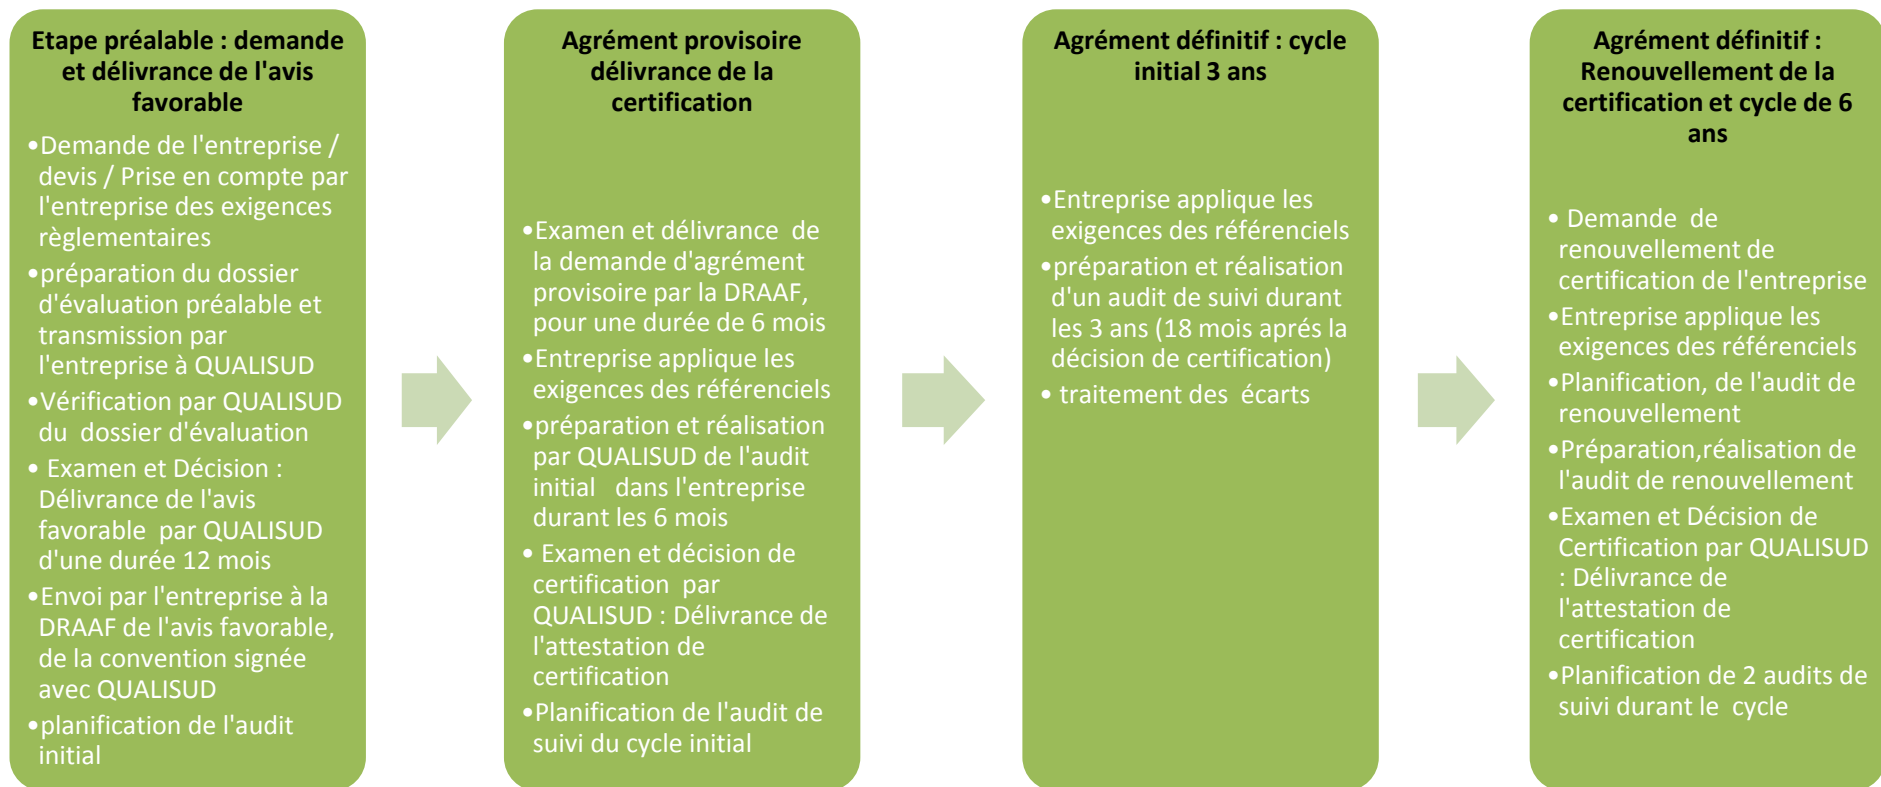 Etape préalable : demande
et délivrance de l'avis
favorable
•Demande de l'entreprise /
devis / Prise en compte par
l'entreprise des exigences
règlementaires
•préparation du dossier
d'évaluation préalable et
transmission par
l'entreprise à QUALISUD
•Vérification par QUALISUD
du dossier d'évaluation
• Examen et Décision :
Délivrance de l'avis
favorable par QUALISUD
d'une durée 12 mois
•Envoi par l'entreprise à la
DRAAF de l'avis favorable,
de la convention signée
avec QUALISUD
•planification de l'audit
initial
Agrément provisoire
délivrance de la
certification
•Examen et délivrance de
la demande d'agrément
provisoire par la DRAAF,
pour une durée de 6 mois
•Entreprise applique les
exigences des référenciels
•préparation et réalisation
par QUALISUD de l'audit
initial dans l'entreprise
durant les 6 mois
• Examen et décision de
certification par
QUALISUD : Délivrance de
l'attestation de
certification
•Planification de l'audit de
suivi du cycle initial
Agrément définitif : cycle
initial 3 ans
•Entreprise applique les
exigences des référenciels
•préparation et réalisation
d'un audit de suivi durant
les 3 ans (18 mois aprés la
décision de certification)
• traitement des écarts
Agrément définitif :
Renouvellement de la
certification et cycle de 6
ans
• Demande de
renouvellement de
certification de l'entreprise
•Entreprise applique les
exigences des référenciels
•Planification, de l'audit de
renouvellement
•Préparation,réalisation de
l'audit de renouvellement
•Examen et Décision de
Certification par QUALISUD
: Délivrance de
l'attestation de
certification
•Planification de 2 audits de
suivi durant le cycle